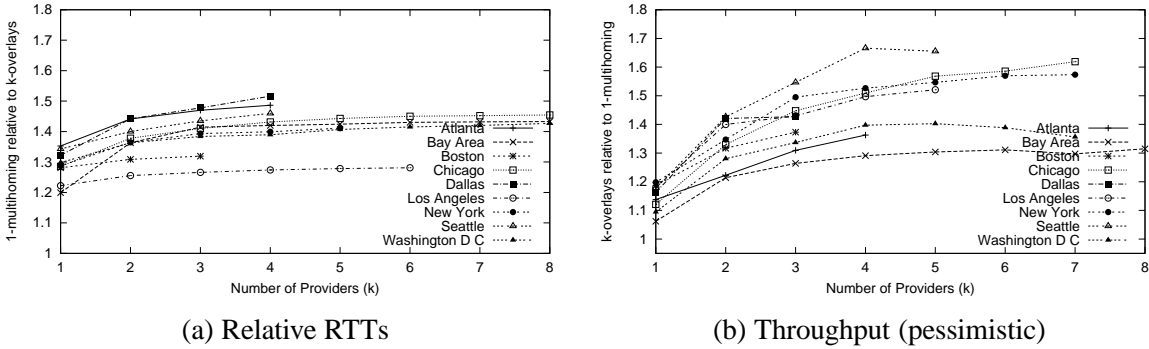 1-multihoming relative to k-overlays
1.8
1.7
1.6
1.5
1.4
1.3
1.2
1.1
1
1 2 3 4 5 6 7 8
Number of Providers (k)
Atlanta
Bay Area
Boston
Chicago
Dallas
Los Angeles
New York
Seattle
Washington D C
(a) Relative RTTs
k-overlays relative to 1-multihoming
1.8
1.7
1.6
1.5
1.4
1.3
1.2
1.1
1
1 2 3 4 5 6 7 8
Number of Providers (k)
Atlanta
Bay Area
Boston
Chicago
Dallas
Los Angeles
New York
Seattle
Washington D C
(b) Throughput (pessimistic)